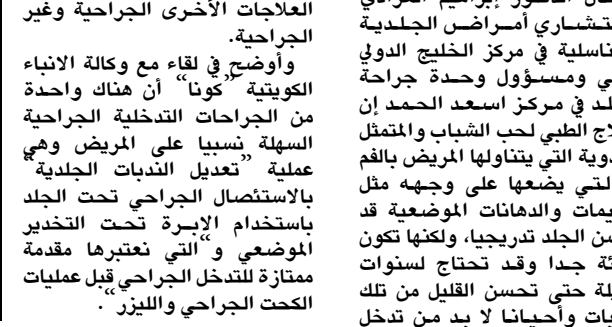 إبراهيم
أمراض الجلدية
في مركز الخليج الدولي
ومسؤول وحدة جراحة
في مركز اسعد الحمد إن
الطبي لحب الشباب والمتمثل
التي يتناولها المريض بالفم
يضعها على وجهه مثل
والدهانات الموضعية قد
الجلد تدريجيا، ولكنها تكون
جدا وقد تحتاج لسنوات
حتى تحسن القليل من تلك
وأحيانا لا بد من تدخل
العلاجات الأخرى الجراحية وغير
الجراحية.
وأوضح في لقاء مع وكالة الانباء
الكويتية "كونا" أن هناك واحدة
من الجراحات التدخلية الجراحية
السهلة نسبيا على المريض وهي
عملية "تعديل الندبات الجلدية"
بالاستئصال الجراحي تحت الجلد
باستخدام الابرة تحت التخدير
الموضعي و"التي نعتبرها مقدمة
ممتازة للتدخل الجراحي قبل عمليات
الكحت الجراحي والليزر".